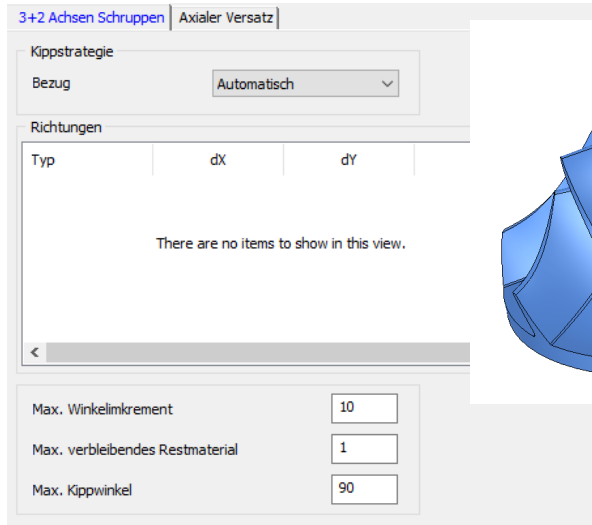 3+2 Achsen Schruppen Axialer Versatz
Kippstrategie
Bezug Automatisch
Richtungen
Typ dX dY
There are no items to show in this view.
Max. Winkelimkrement 10
Max. verbleibendes Restmaterial 1
Max. Kippwinkel 90